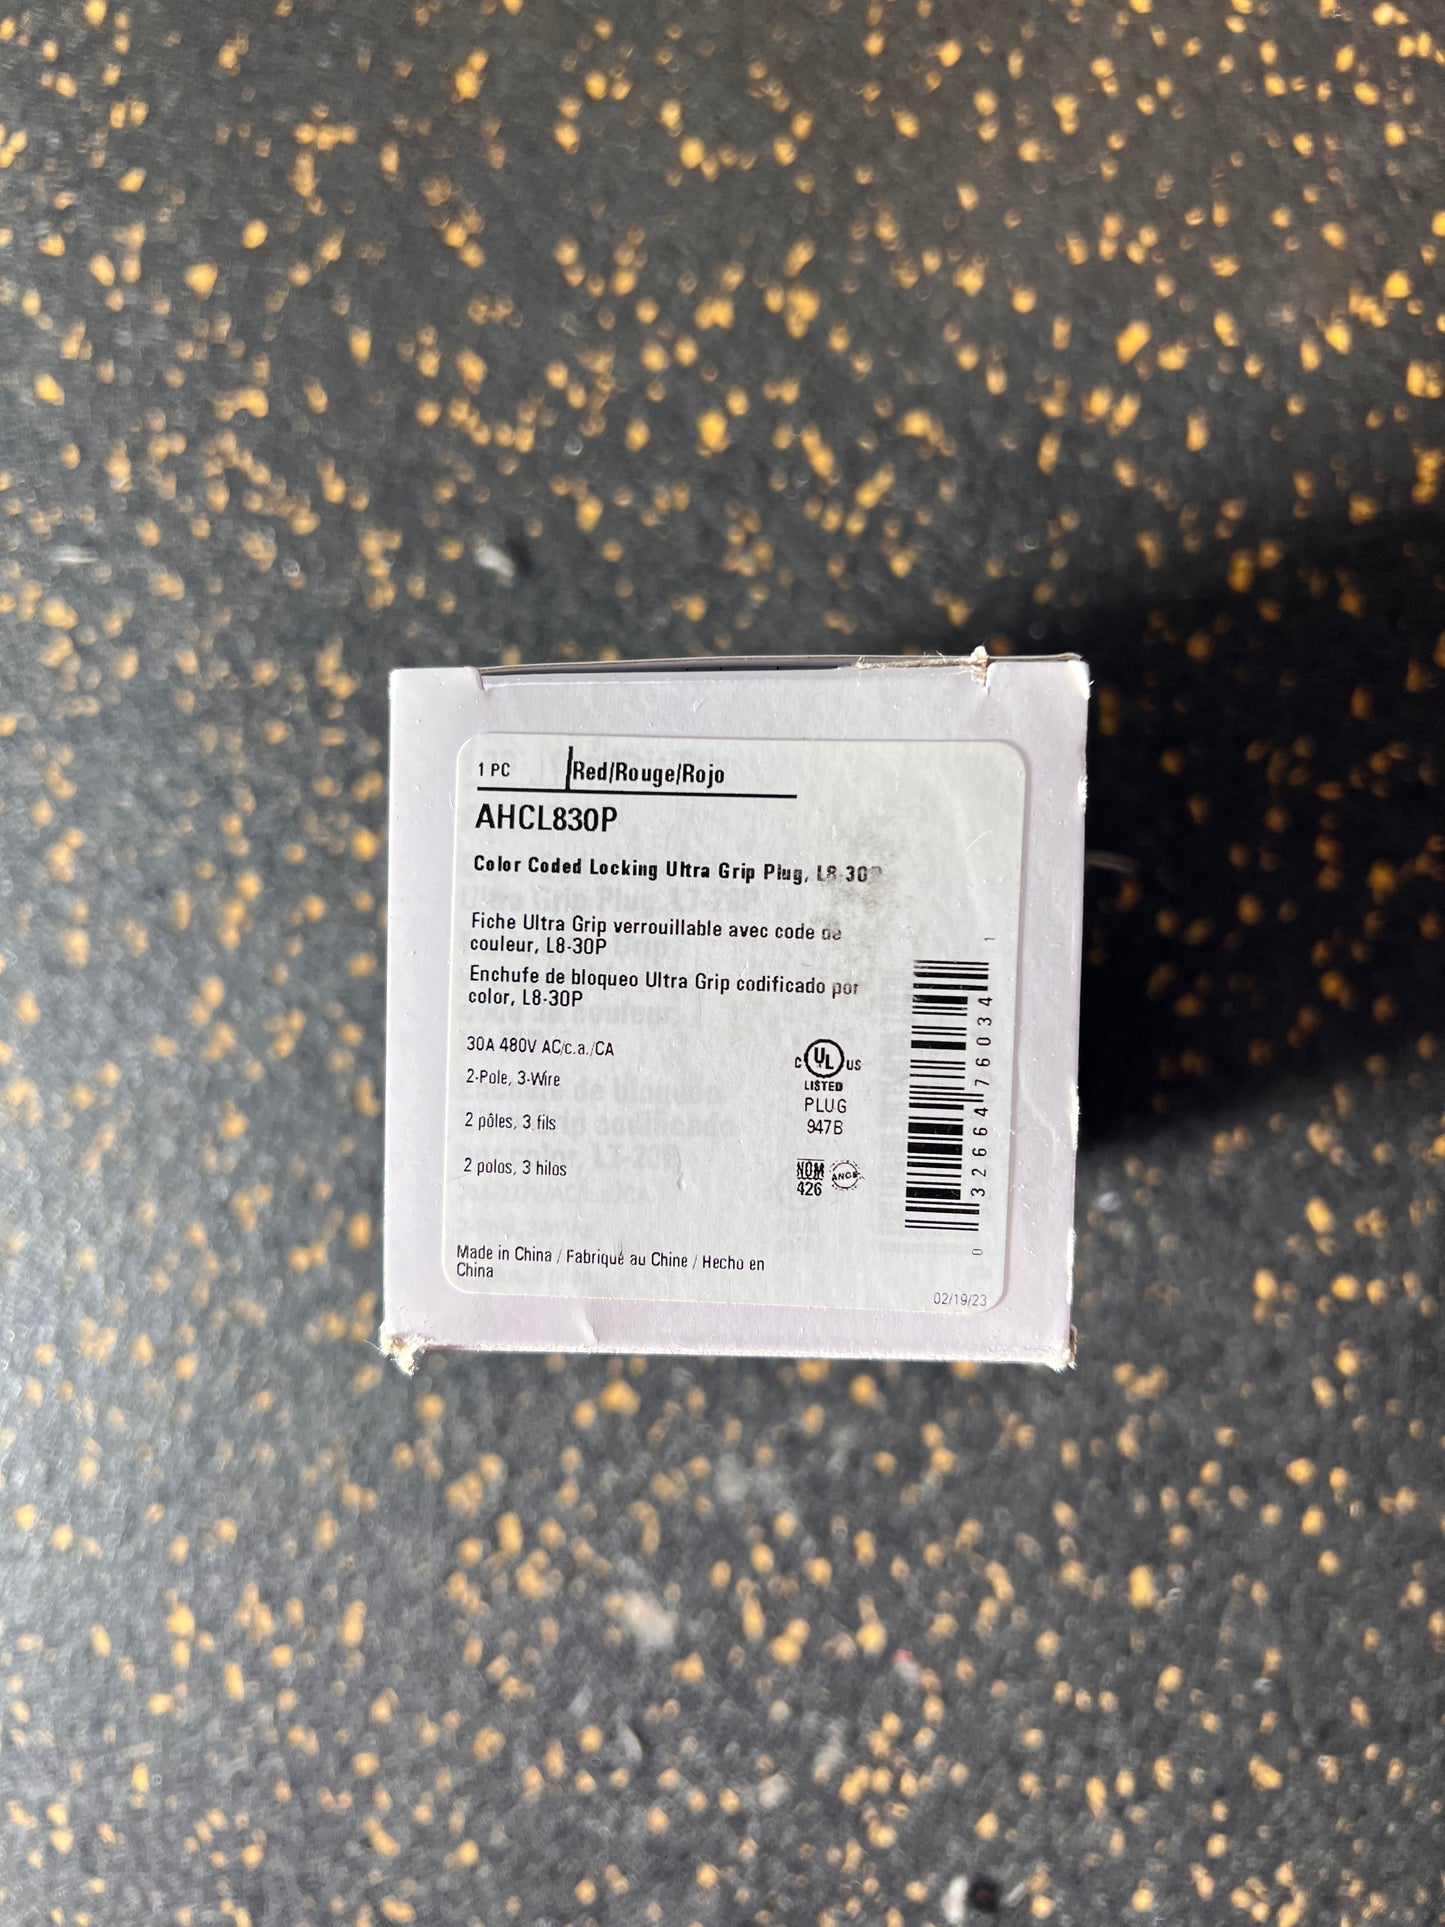 1 PC
Red/Rouge/Rojo
AHCL830P
Color Coded Locking Ultra Grip Plug, L8-30P
Fiche Ultra Grip verrouillable avec code de
couleur, L8-30P
Enchufe de bloqueo Ultra Grip codificado por
color, L8-30P
30A 480V AC/c.a./CA
2-Pole, 3-Wire
2 pôles, 3 fils
2 polos, 3 hilos
C UL US
LISTED
PLUG
947B
NOM
426
ANCE
Made in China / Fabriqué au Chine / Hecho en
China
0 32664 76034 1
02/19/23